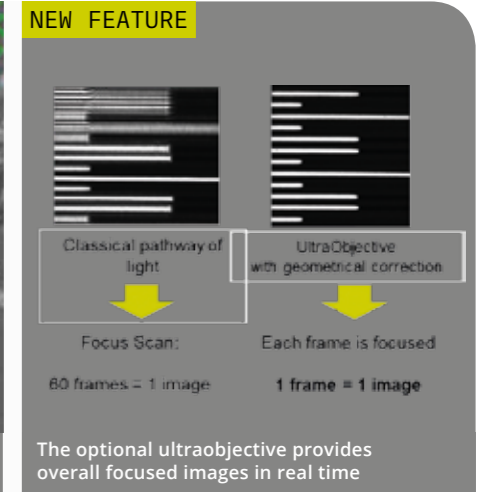 NEW FEATURE
Classical pathway of
light
UltraObjective
with geometrical correction
Focus Scan:
60 frames = 1 image
Each frame is focused
1 frame = 1 image
The optional ultraobjective provides
overall focused images in real time